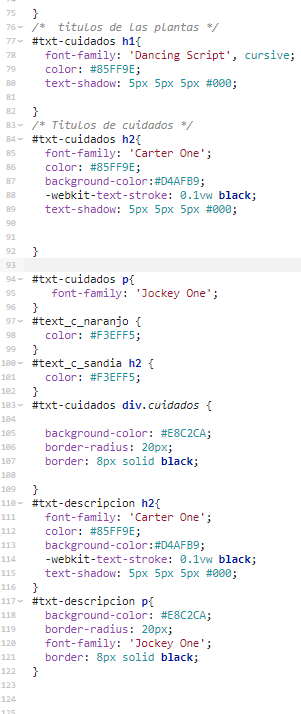 75 }
76 /*  titulos de las plantas */
77 #txt-cuidados h1{
78   font-family: 'Dancing Script', cursive;
79   color: #85FF9E;
80   text-shadow: 5px 5px 5px #000;
81
82 }
83 /* Titulos de cuidados */
84 #txt-cuidados h2{
85   font-family: 'Carter One';
86   color: #85FF9E;
87   background-color:#D4AFB9;
88   -webkit-text-stroke: 0.1vw black;
89   text-shadow: 5px 5px 5px #000;
90
91
92 }
93
94 #txt-cuidados p{
95    font-family: 'Jockey One';
96 }
97 #text_c_naranjo {
98   color: #F3EFF5;
99 }
100 #text_c_sandia h2 {
101   color: #F3EFF5;
102 }
103 #txt-cuidados div.cuidados {
104
105   background-color: #E8C2CA;
106   border-radius: 20px;
107   border: 8px solid black;
108
109 }
110 #txt-descripcion h2{
111   font-family: 'Carter One';
112   color: #85FF9E;
113   background-color:#D4AFB9;
114   -webkit-text-stroke: 0.1vw black;
115   text-shadow: 5px 5px 5px #000;
116 }
117 #txt-descripcion p{
118   background-color: #E8C2CA;
119   border-radius: 20px;
120   font-family: 'Jockey One';
121   border: 8px solid black;
122 }
123
124